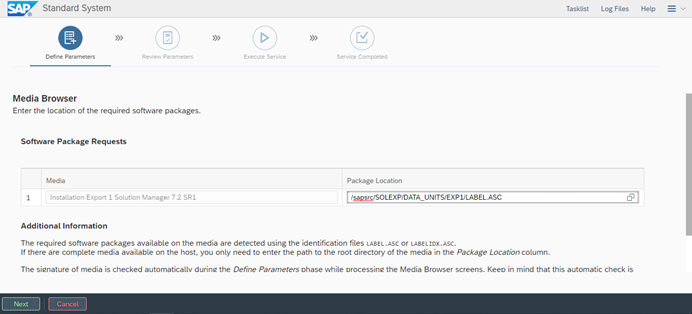 SAP Standard System Tasklist Log Files Help
Define Parameters Review Parameters Execute Service Service Completed
Media Browser
Enter the location of the required software packages.
Software Package Requests
Media Package Location
1 Installation Export 1 Solution Manager 7.2 SR1 /sapsrc/SOLEXP/DATA_UNITS/EXP1/LABEL.ASC
Additional Information
The required software packages available on the media are detected using the identification files LABEL.ASC or LABELIDX.ASC.
If there are complete media available on the host, you only need to enter the path to the root directory of the media in the Package Location column.
The signature of media is checked automatically during the Define Parameters phase while processing the Media Browser screens. Keep in mind that this automatic check is
Next Cancel